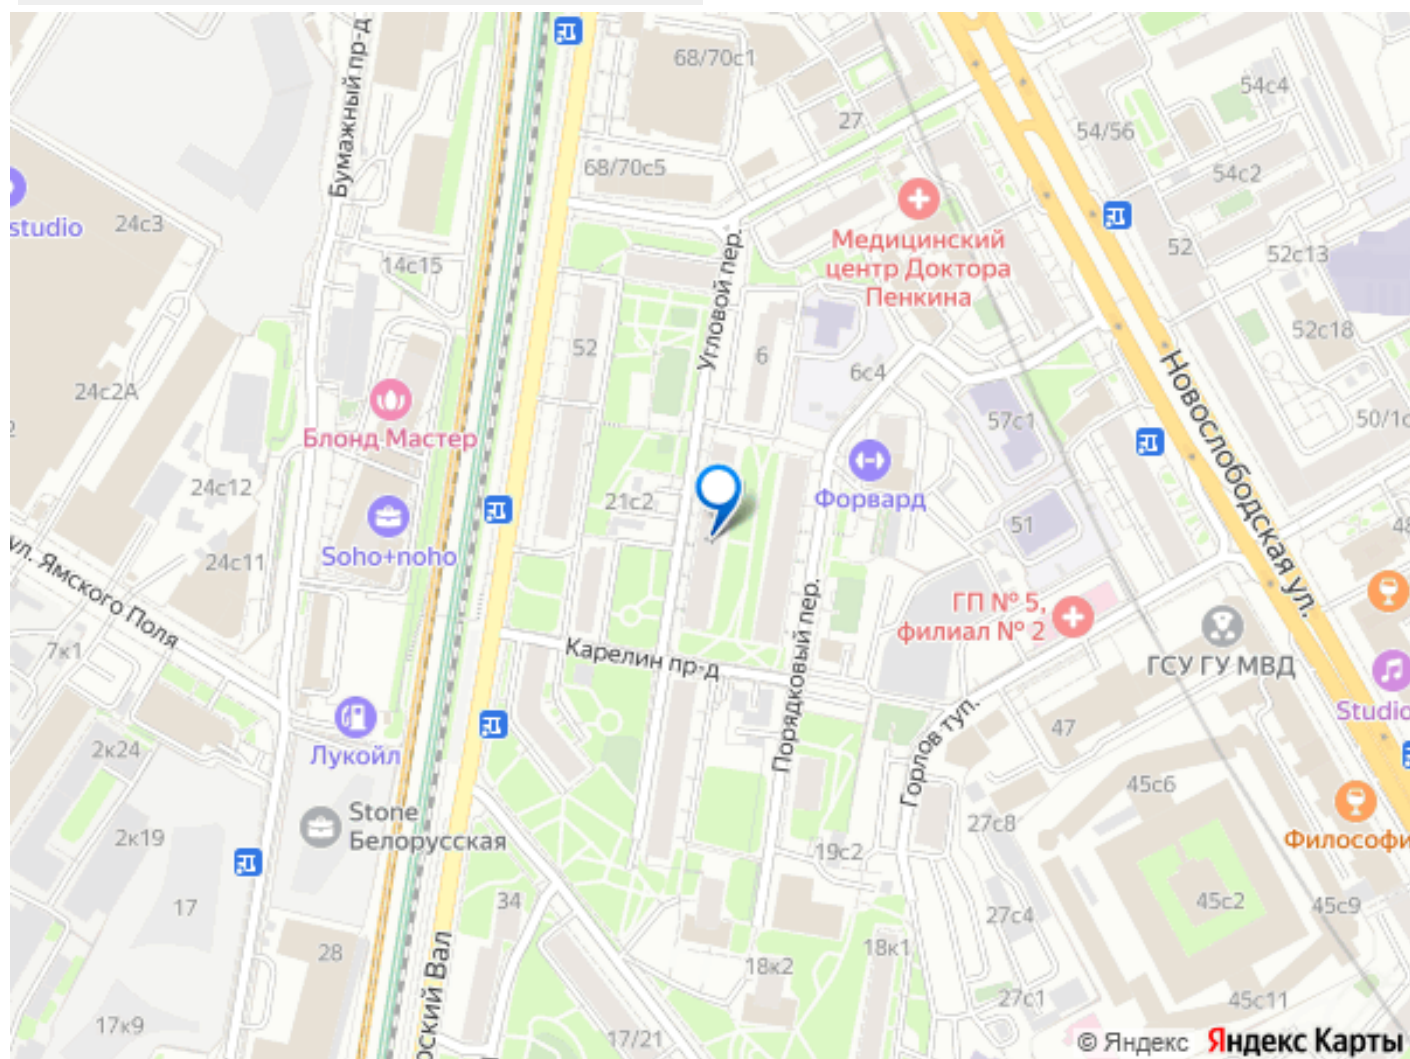 68/70с1
54с4
Бумажный пр-д
27
54/56
68/70с5
54с2
studio
24с3
Угловой пер.
Медицинский
центр Доктора
Пенкина
52
52с13
14с15
52с18
52
6
6с4
Новослободская ул.
24с2А
Блонд Мастер
57с1
50/1с
24с12
21с2
Форвард
51
Soho+noho
ул. Ямского Поля
24с11
ГП № 5,
филиал № 2
Порядковый пер.
7к1
Карелин пр-д
ГСУ ГУ МВД
Studio
Лукойл
2к24
Горлов туп.
47
45с6
Stone
Белорусская
2к19
27с8
19с2
Философи
17
34
27с4
45с2
45с9
28
18к1
18к2
27с1
45с11
17к9
ский Вал
17/21
© Яндекс Яндекс Карты